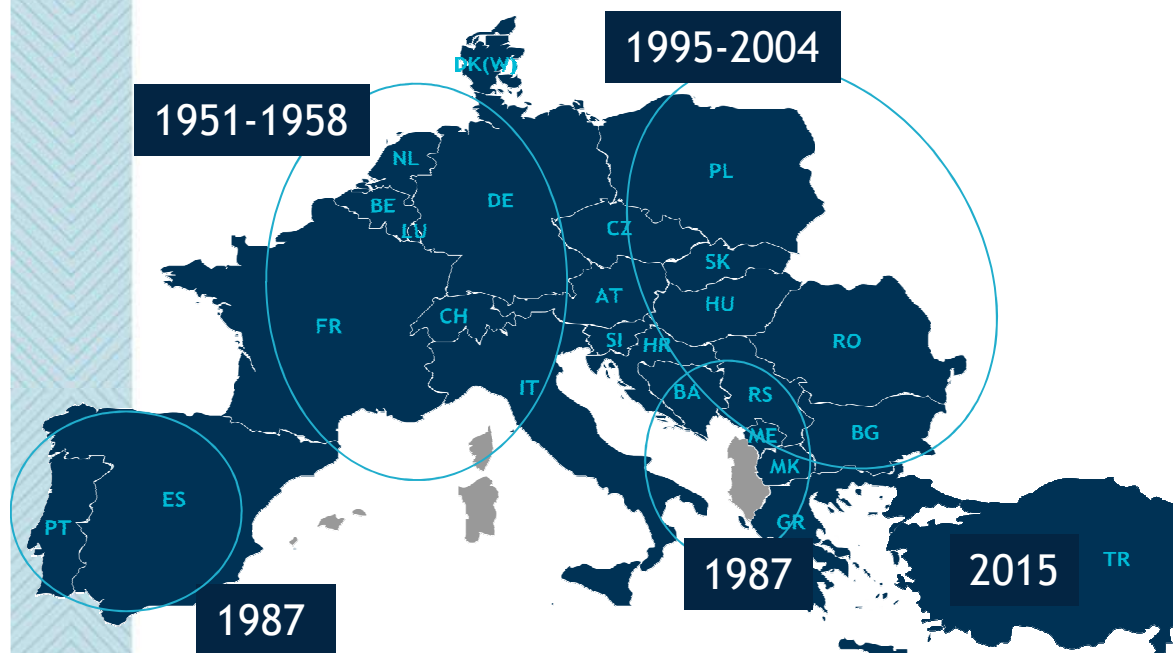 1995-2004
DK(W)
1951-1958
NL
PL
BE
DE
LU
CZ
SK
AT
HU
CH
FR
SI
HR
RO
IT
BA
RS
ME
BG
MK
ES
PT
GR
1987
2015
TR
1987